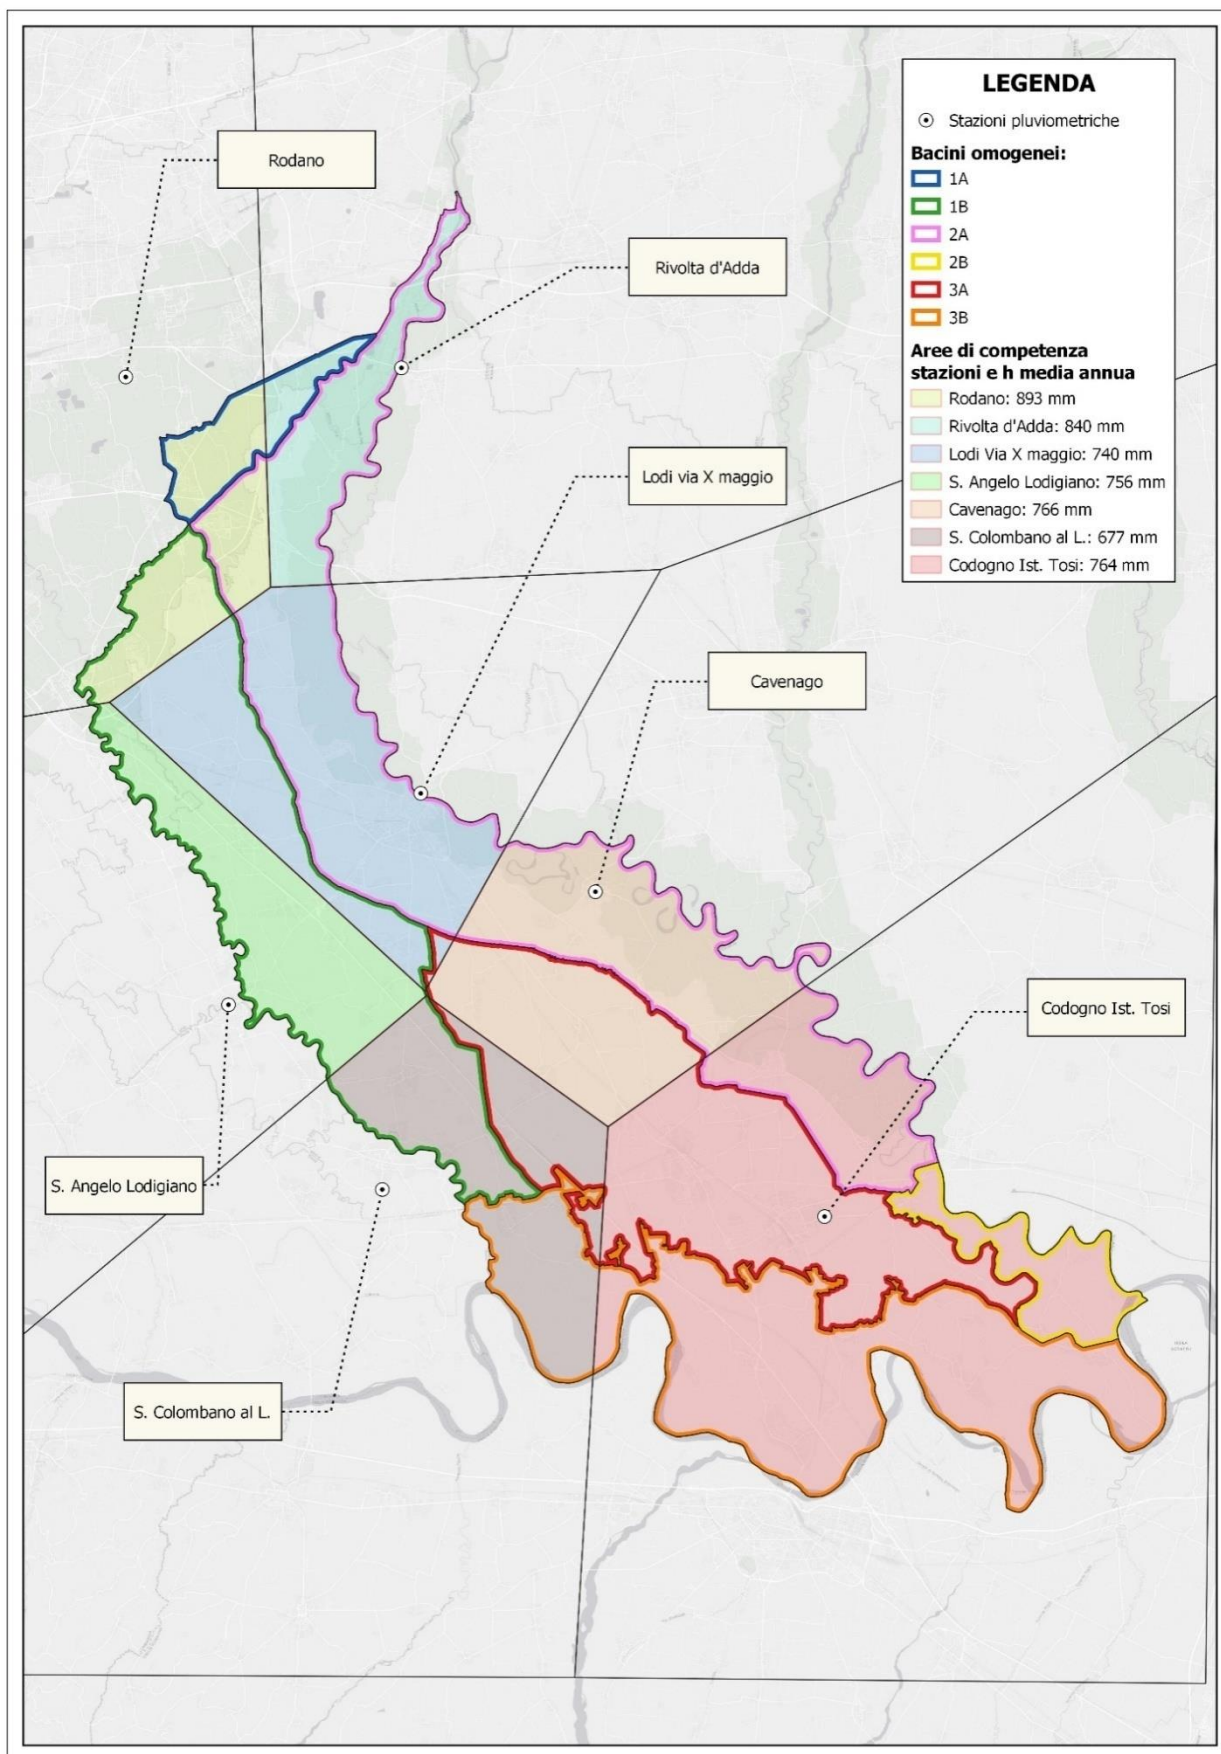 LEGENDA
Stazioni pluviometriche
Bacini omogenei:
1A
1B
2A
2B
3A
3B
Aree di competenza
stazioni e h media annua
Rodano: 893 mm
Rivolta d'Adda: 840 mm
Lodi Via X maggio: 740 mm
S. Angelo Lodigiano: 756 mm
Cavenago: 766 mm
S. Colombano al L.: 677 mm
Codogno Ist. Tosi: 764 mm
Rodano
Rivolta d'Adda
Lodi via X maggio
Cavenago
Codogno Ist. Tosi
S. Angelo Lodigiano
S. Colombano al L.